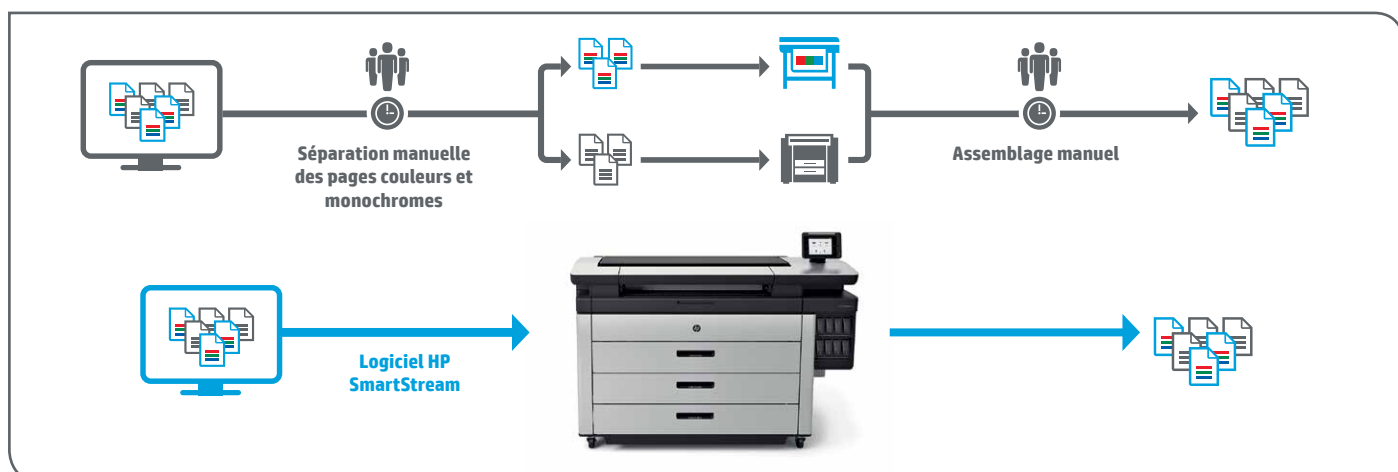 Séparation manuelle
des pages couleurs et
monochromes
Assemblage manuel
Logiciel HP
SmartStream